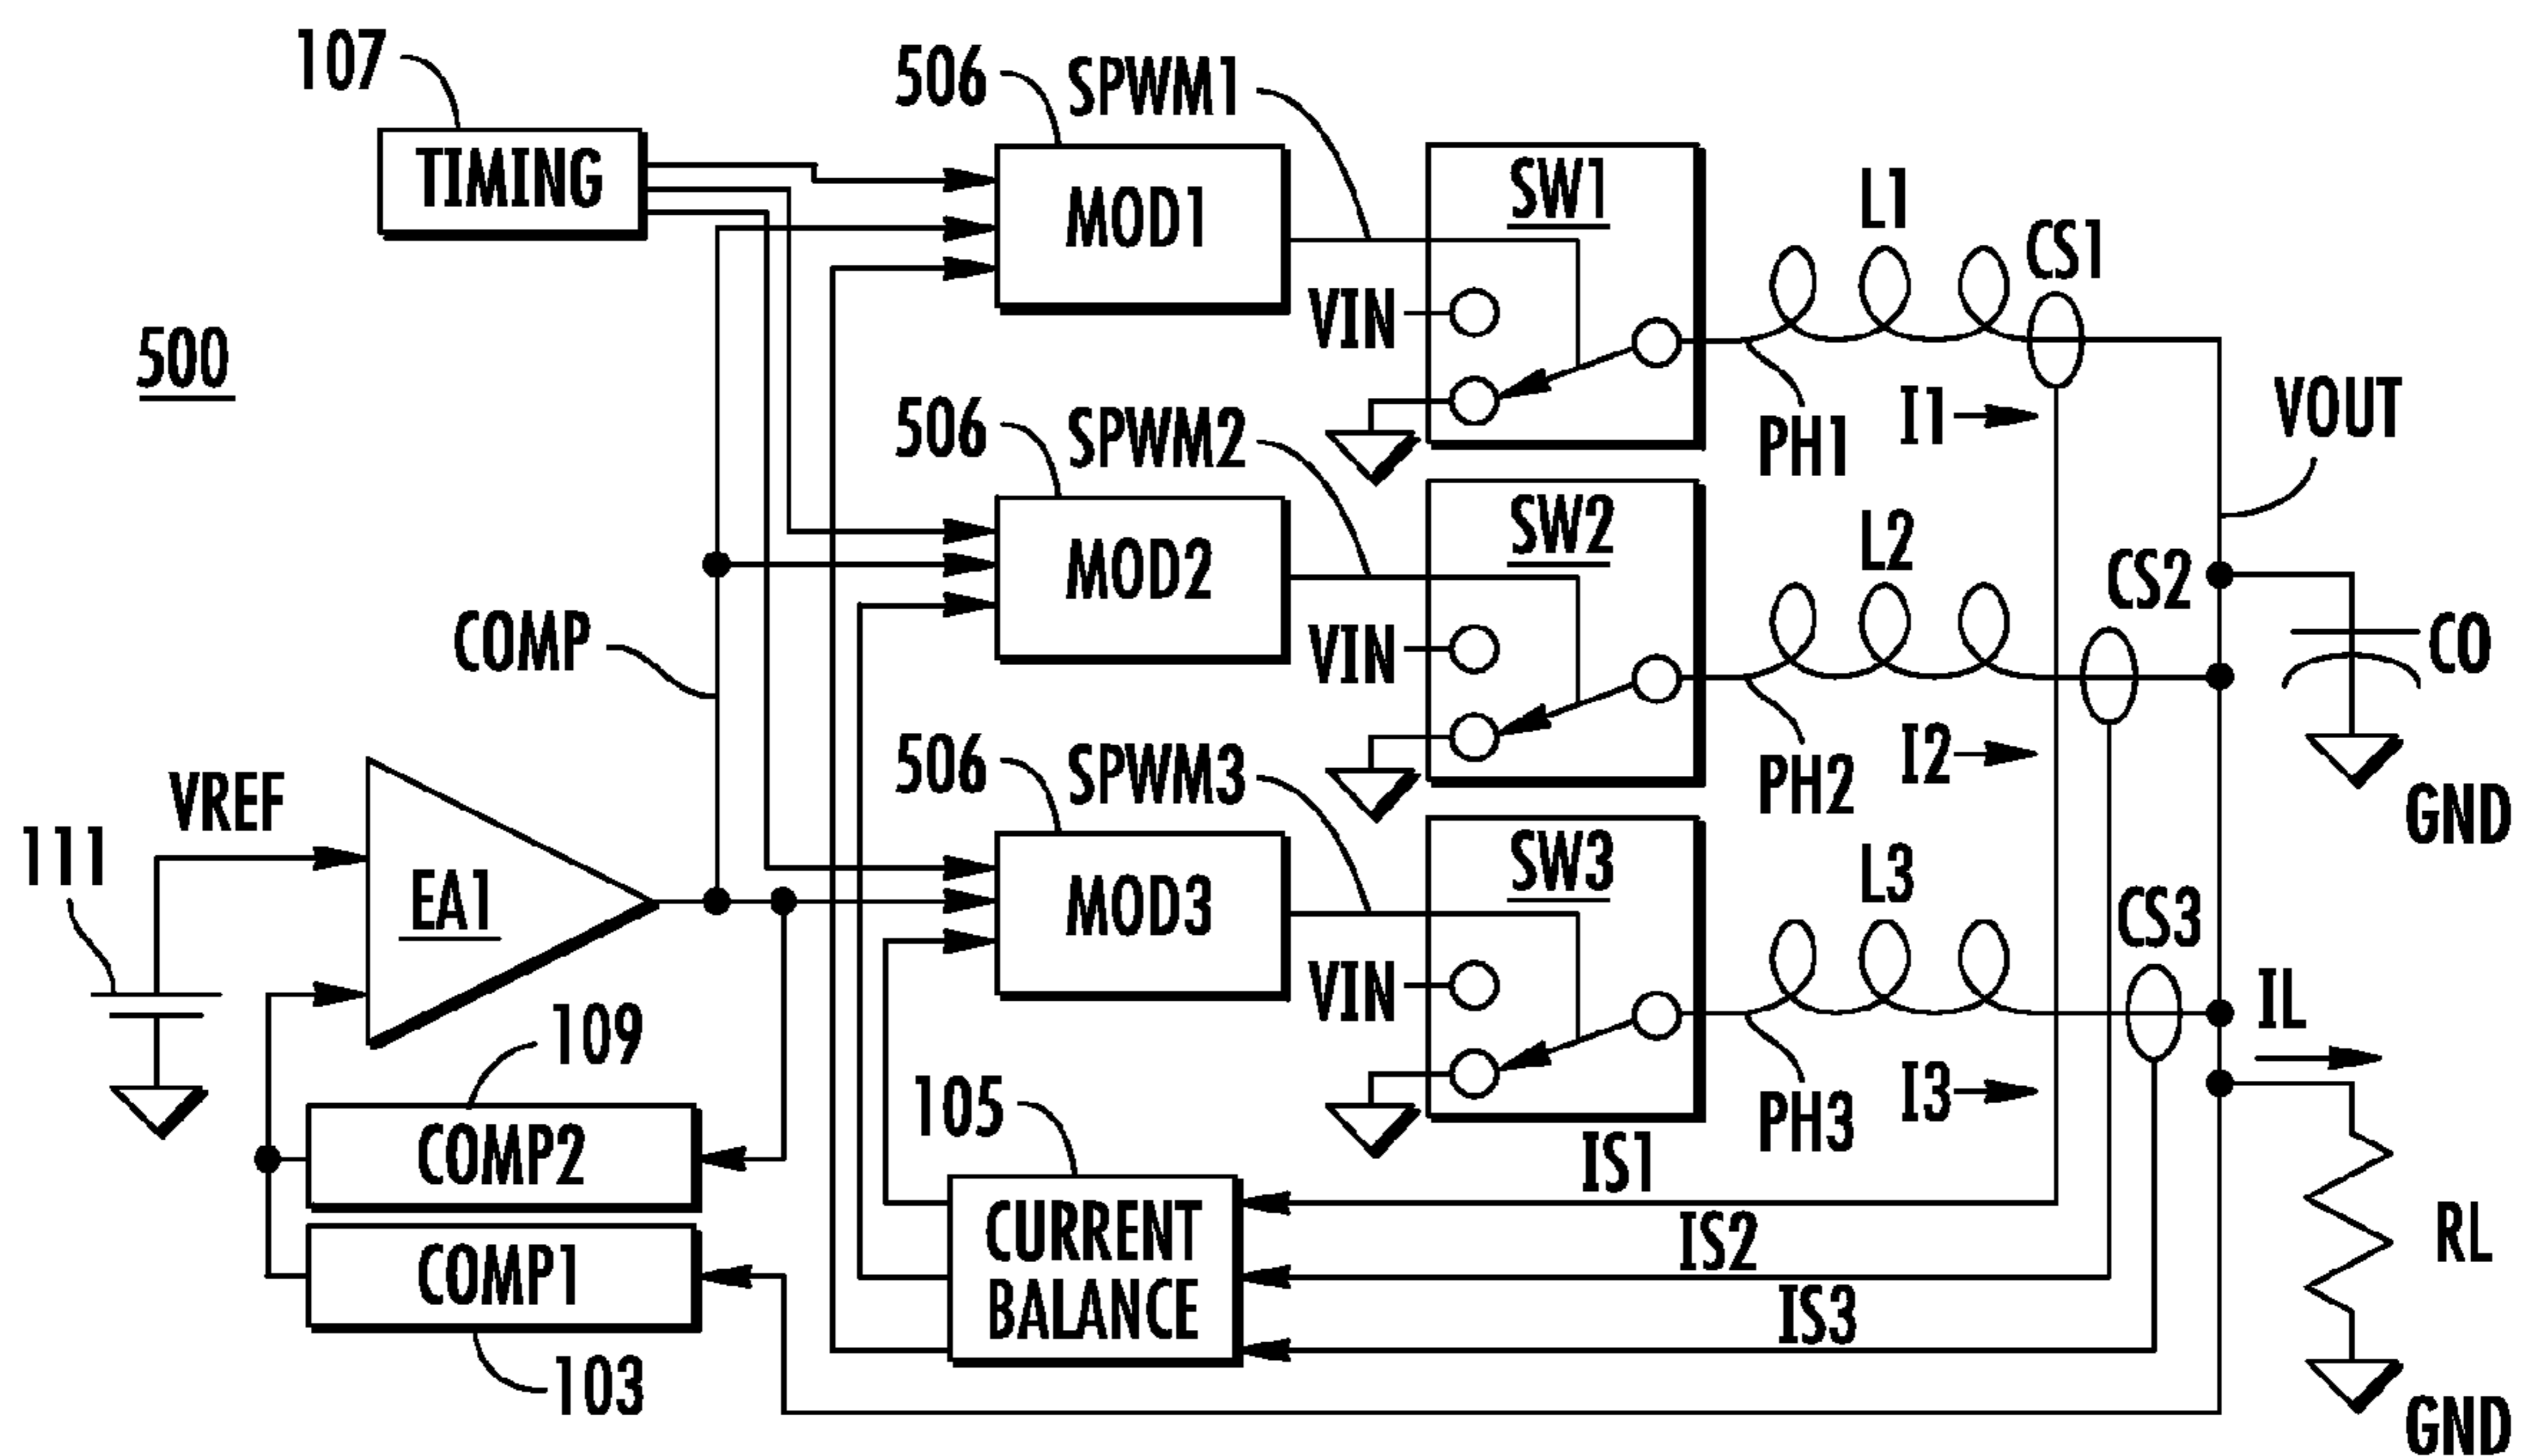 107
506
SPWM1
TIMING
MOD1
SW1
L1
CS1
VIN
500
PH1
I1
VOUT
506
SPWM2
MOD2
SW2
L2
CS2
VIN
COMP
CO
PH2
I2
GND
506
SPWM3
VREF
111
EA1
MOD3
SW3
L3
CS3
VIN
IL
109
COMP2
105
PH3
I3
IS1
CURRENT
BALANCE
IS2
RL
COMP1
IS3
103
GND